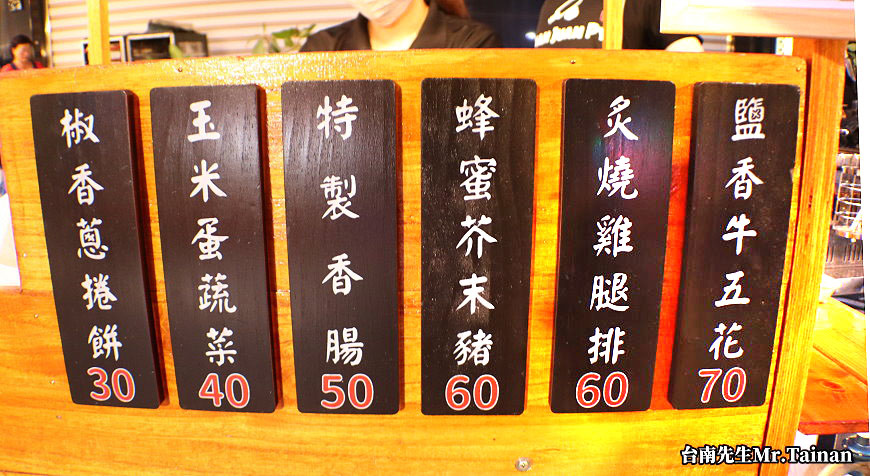 椒香蔥捲餅
30
玉米蛋蔬菜
40
特製香腸
50
蜂蜜芥末豬
60
炙燒雞腿排
60
鹽香牛五花
70
台南先生Mr.Tainan